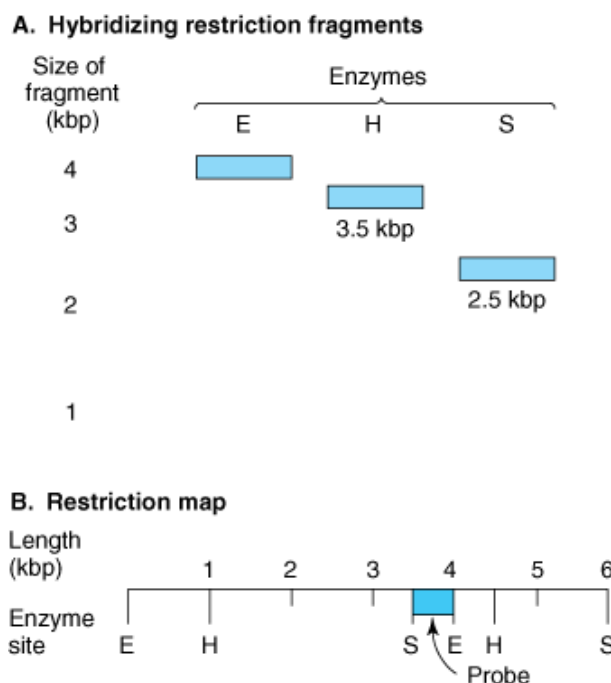 A. Hybridizing restriction fragments
Size of
fragment
(kbp)
Enzymes
E H S
4
3
3.5 kbp
2.5 kbp
2
1
B. Restriction map
Length
(kbp)
1 2 3 4 5 6
Enzyme
site
E H S E H S
Probe